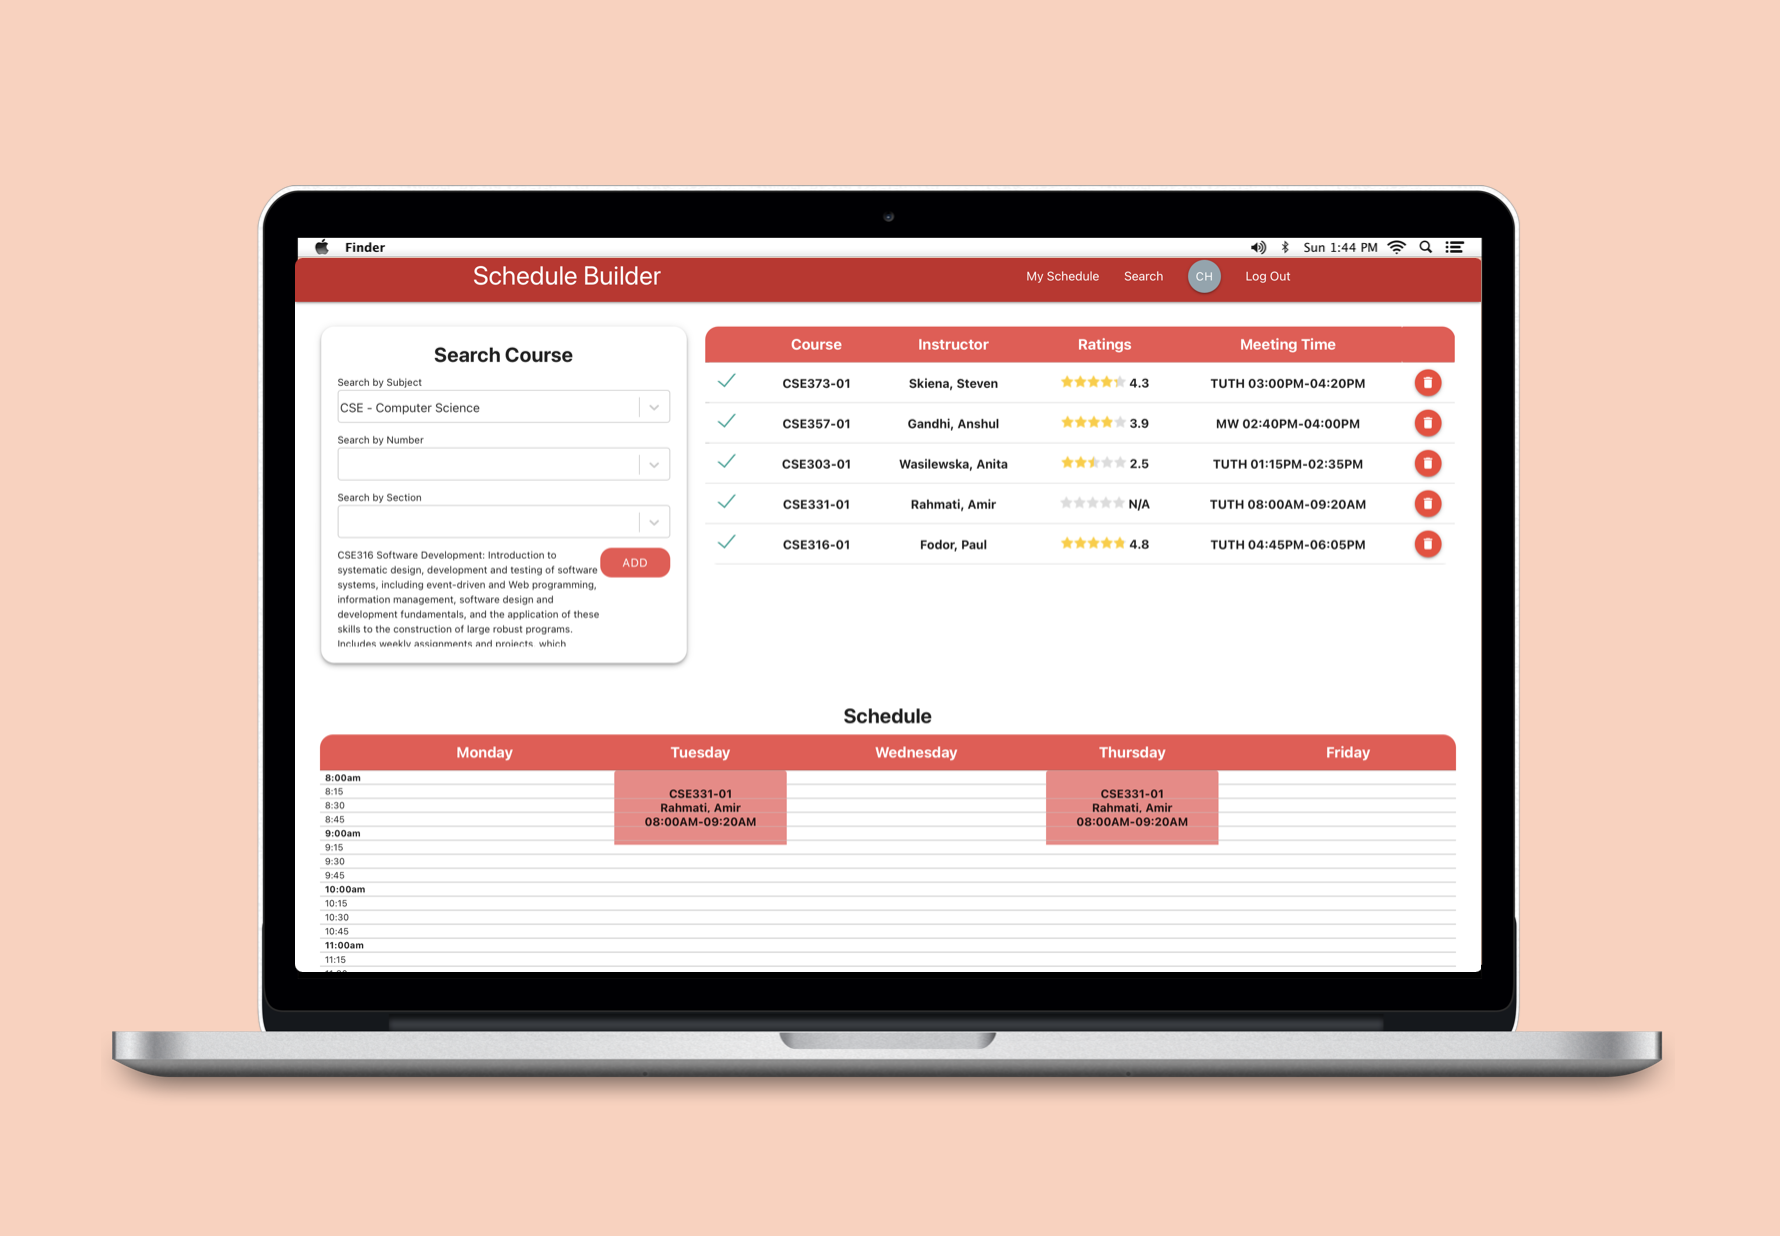 Finder
Sun 1:44 PM
Schedule Builder
My Schedule
Search
CH
Log Out
Search Course
Search by Subject
CSE - Computer Science
Search by Number
Search by Section
CSE316 Software Development: Introduction to
systematic design, development and testing of software
systems, including event-driven and Web programming,
information management, software design and
development fundamentals, and the application of these
skills to the construction of large robust programs.
Includes weekly assignments and projects, which
ADD
Course Instructor Ratings Meeting Time
CSE373-01 Skiena, Steven 4.3 TUTH 03:00PM-04:20PM
CSE357-01 Gandhi, Anshul 3.9 MW 02:40PM-04:00PM
CSE303-01 Wasilewska, Anita 2.5 TUTH 01:15PM-02:35PM
CSE331-01 Rahmati, Amir N/A TUTH 08:00AM-09:20AM
CSE316-01 Fodor, Paul 4.8 TUTH 04:45PM-06:05PM
Schedule
Monday Tuesday Wednesday Thursday Friday
8:00am
8:15
8:30
8:45
9:00am
9:15
9:30
9:45
10:00am
10:15
10:30
10:45
11:00am
11:15
CSE331-01
Rahmati, Amir
08:00AM-09:20AM
CSE331-01
Rahmati, Amir
08:00AM-09:20AM